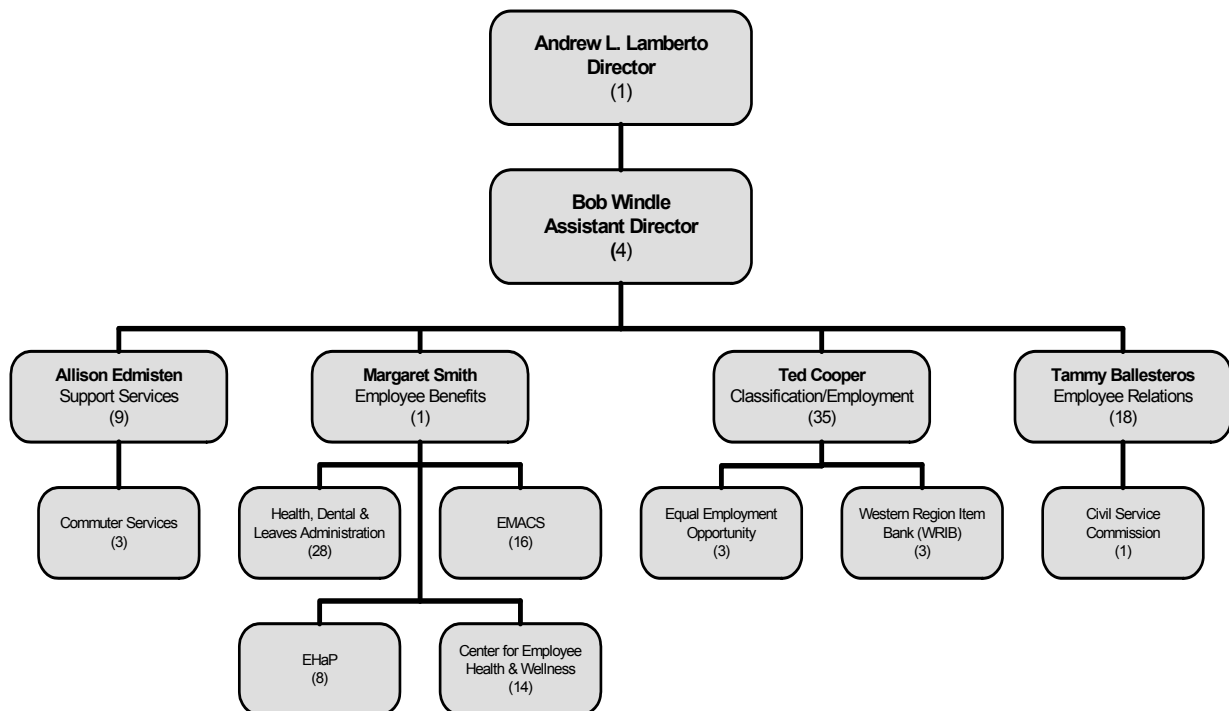 Andrew L. Lamberto
Director
(1)
Bob Windle
Assistant Director
(4)
Allison Edmisten
Support Services
(9)
Margaret Smith
Employee Benefits
(1)
Ted Cooper
Classification/Employment
(35)
Tammy Ballesteros
Employee Relations
(18)
Commuter Services
(3)
Health, Dental &
Leaves Administration
(28)
EMACS
(16)
Equal Employment
Opportunity
(3)
Western Region Item
Bank (WRIB)
(3)
Civil Service
Commission
(1)
EHaP
(8)
Center for Employee
Health & Wellness
(14)